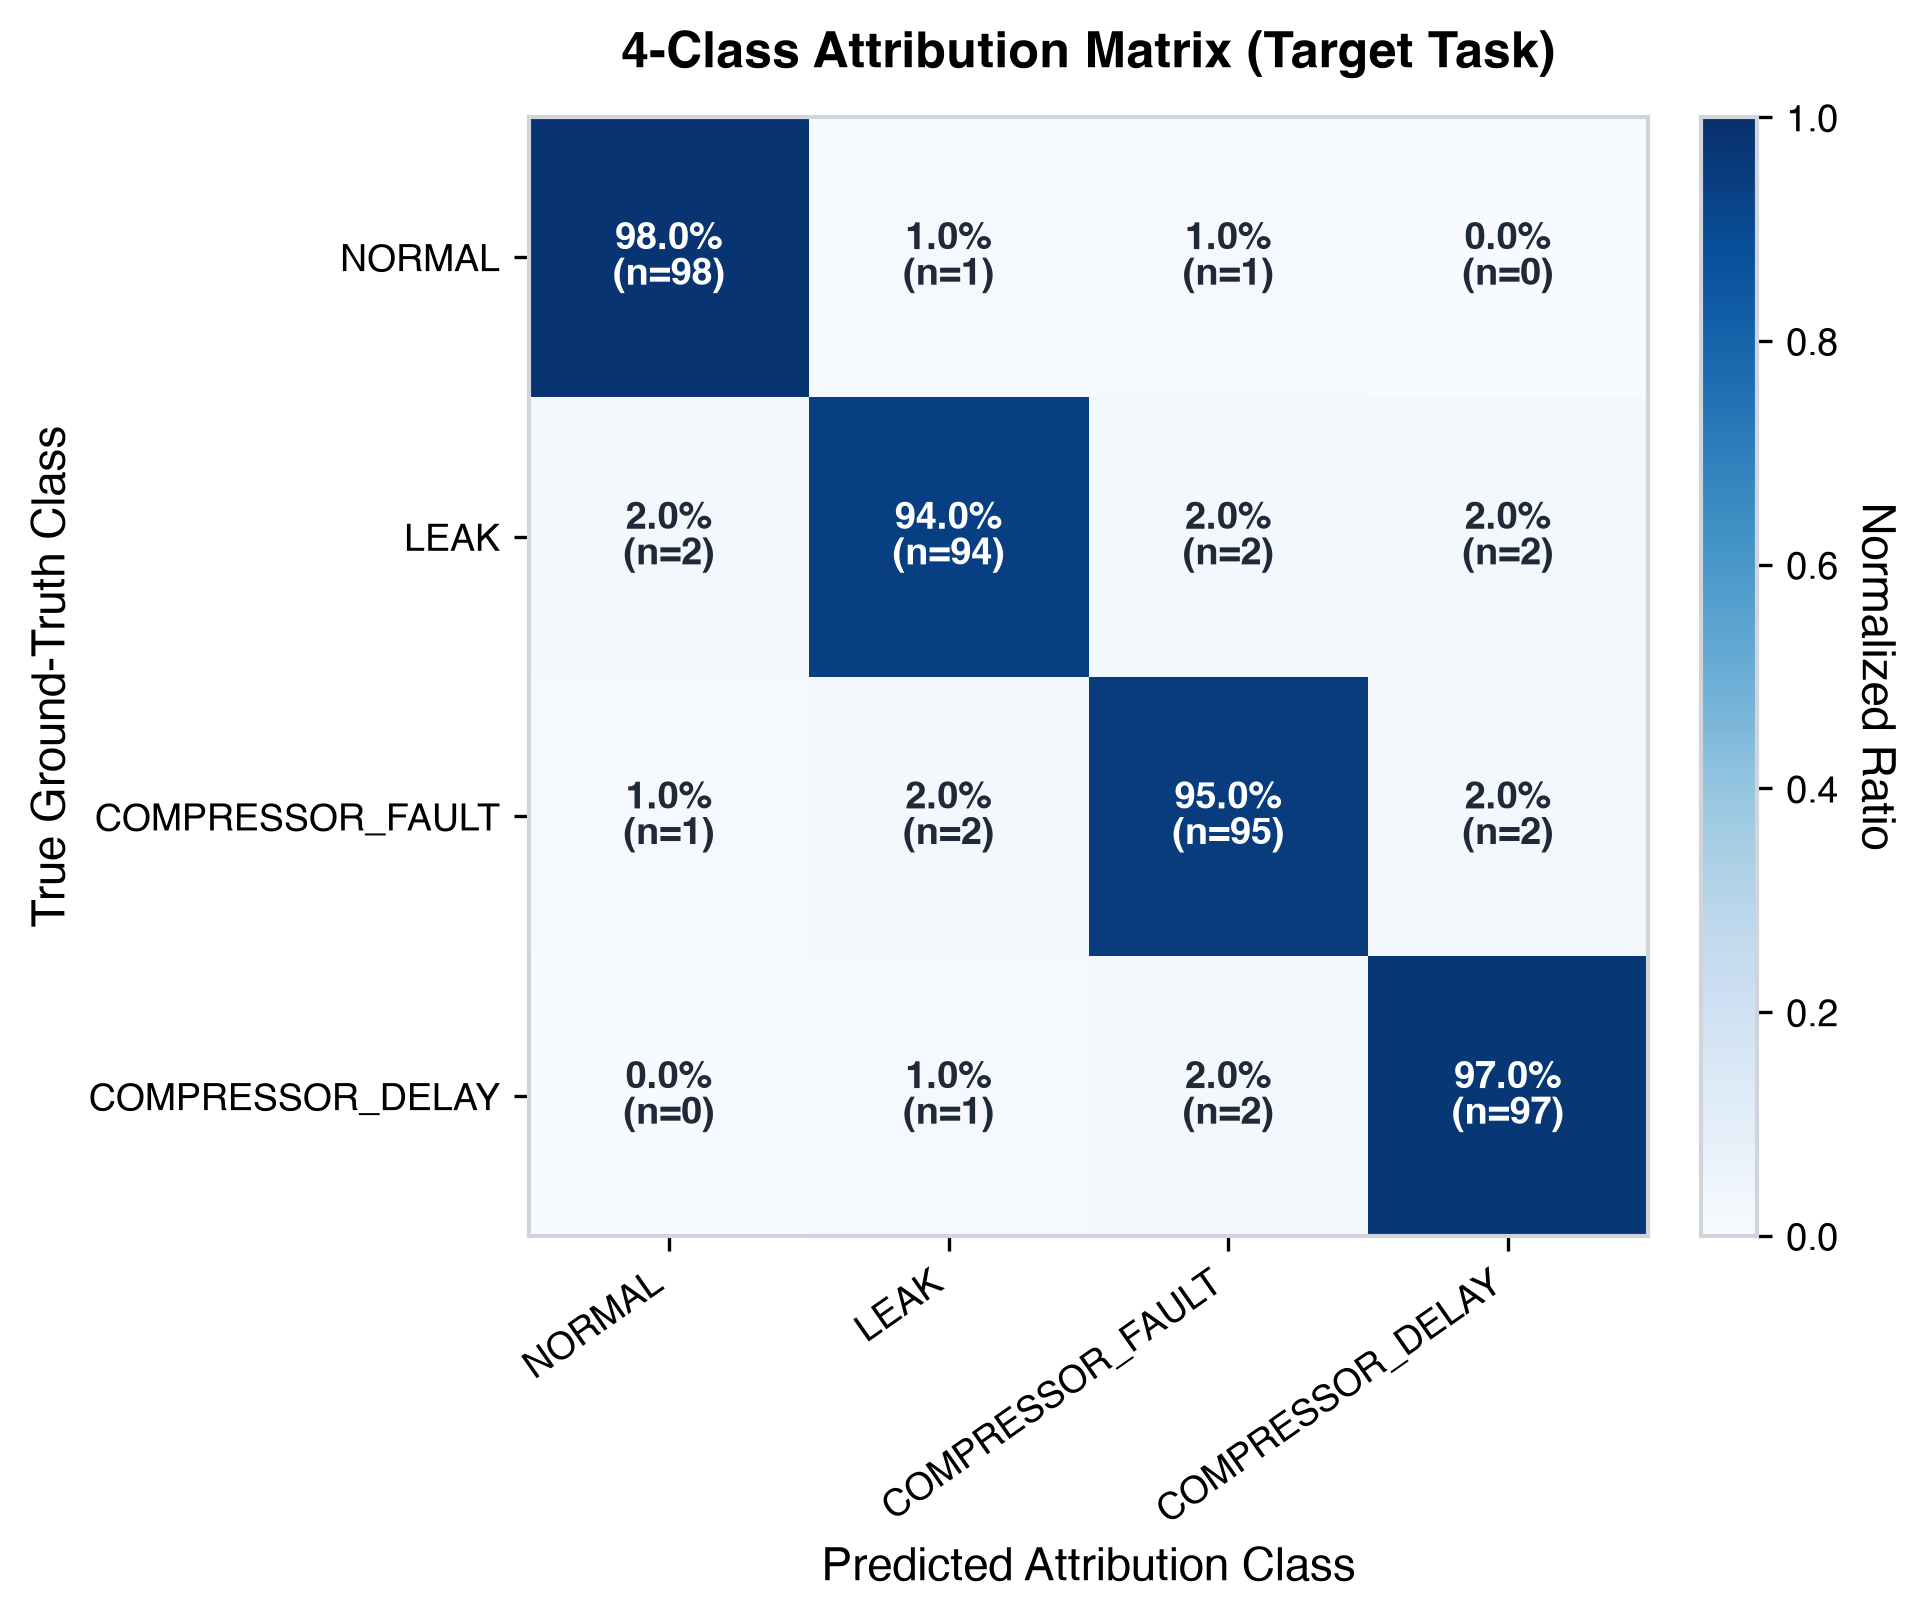 4-Class Attribution Matrix (Target Task)
True Ground-Truth Class
NORMAL
98.0%
(n=98)
1.0%
(n=1)
1.0%
(n=1)
0.0%
(n=0)
LEAK
2.0%
(n=2)
94.0%
(n=94)
2.0%
(n=2)
2.0%
(n=2)
COMPRESSOR_FAULT
1.0%
(n=1)
2.0%
(n=2)
95.0%
(n=95)
2.0%
(n=2)
COMPRESSOR_DELAY
0.0%
(n=0)
1.0%
(n=1)
2.0%
(n=2)
97.0%
(n=97)
NORMAL
LEAK
COMPRESSOR_FAULT
COMPRESSOR_DELAY
Predicted Attribution Class
1.0
0.8
0.6
0.4
0.2
0.0
Normalized Ratio